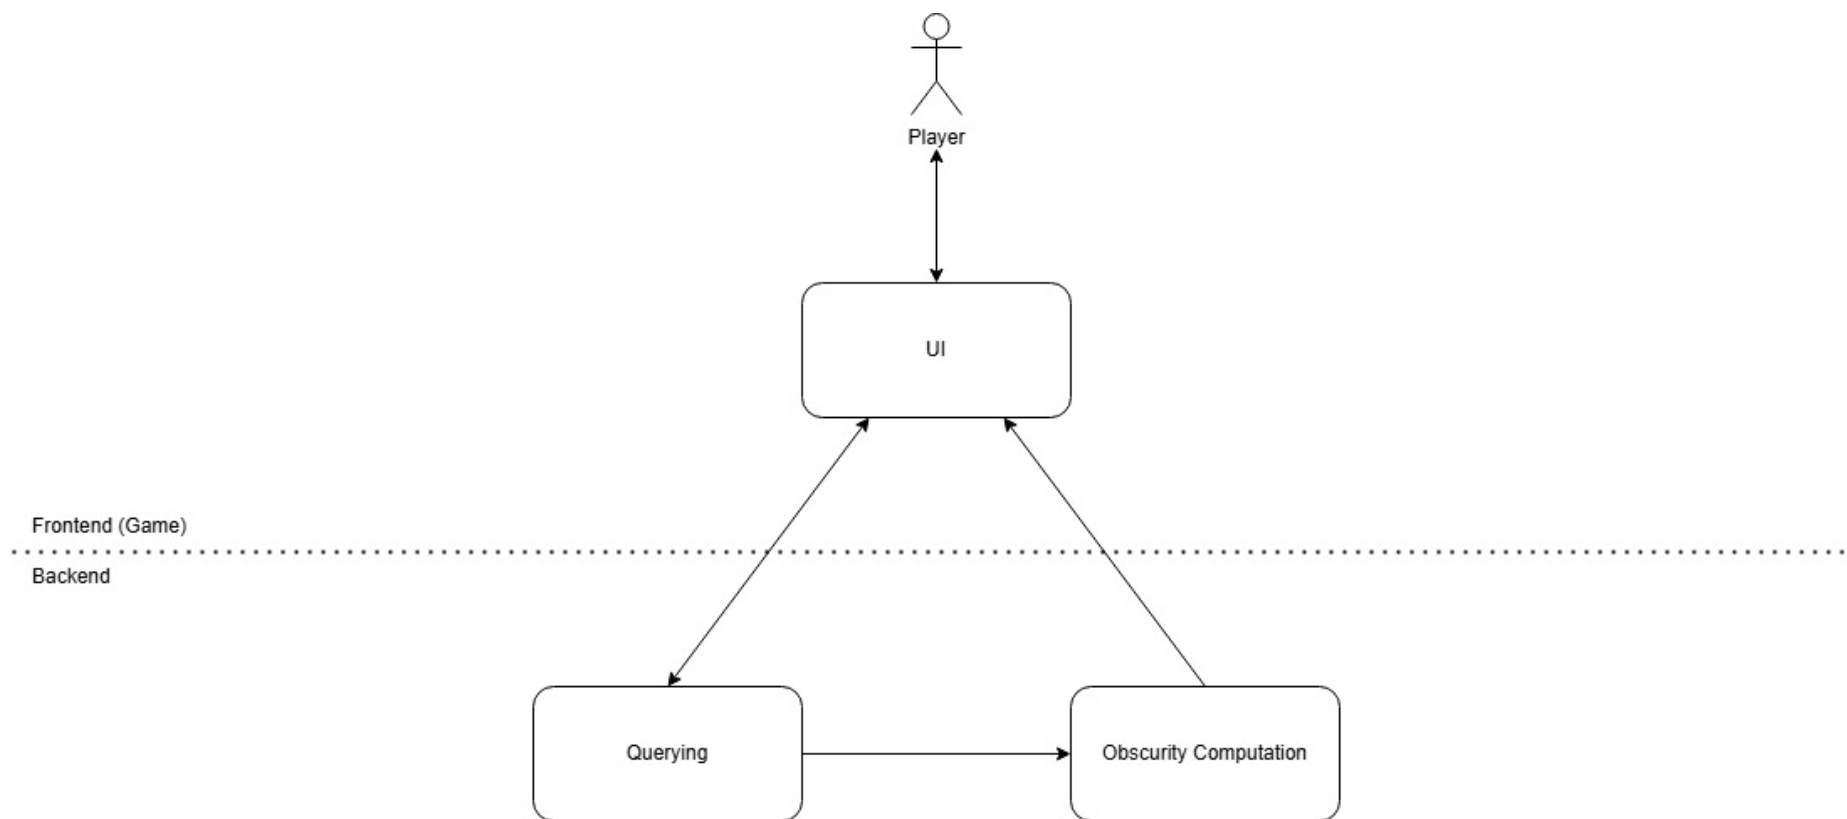 Player
UI
Frontend (Game)
Backend
Querying
Obscurity Computation